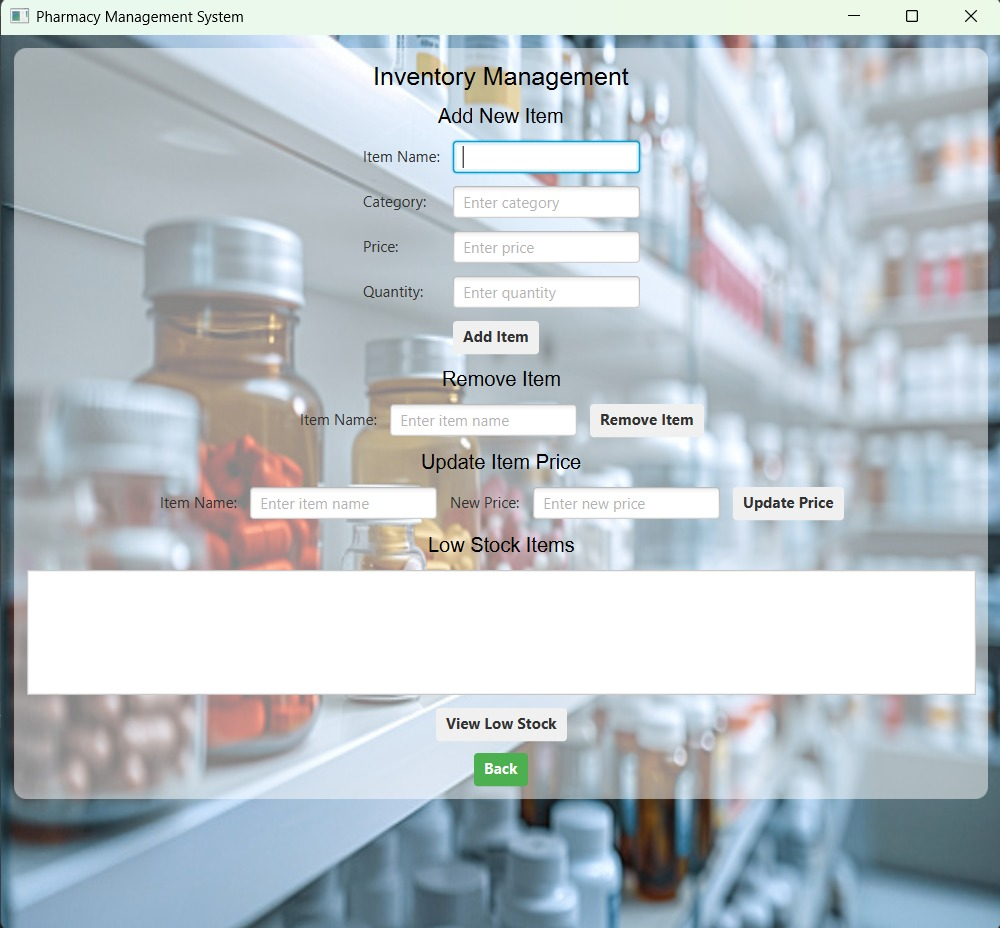 Pharmacy Management System
Inventory Management
Add New Item
Item Name:
Category: Enter category
Price: Enter price
Quantity: Enter quantity
Add Item
Remove Item
Item Name: Enter item name Remove Item
Update Item Price
Item Name: Enter item name New Price: Enter new price Update Price
Low Stock Items
View Low Stock
Back